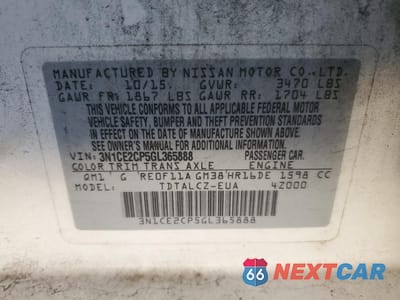 MANUFACTURED BY NISSAN MOTOR CO., LTD.
DATE: 10/15 GVWR: 3470 LBS
GAWR FR: 1867 LBS GAWR RR: 1704 LBS
THIS VEHICLE CONFORMS TO ALL APPLICABLE FEDERAL MOTOR
VEHICLE SAFETY, BUMPER AND THEFT PREVENTION STANDARDS
IN EFFECT ON THE DATE OF MANUFACTURE SHOWN ABOVE.
SEE OWNER'S MANUAL FOR ADDITIONAL INFORMATION
VIN: 3N1CE2CP5GL365888 PASSENGER CAR.
COLOR TRIM TRANS AXLE ENGINE
QM1 G RE0F11A GM38 HR16DE 1598 CC
MODEL: TDTALCZ-EUA 4Z000
3N1CE2CP5GL365888
66 NEXTCAR